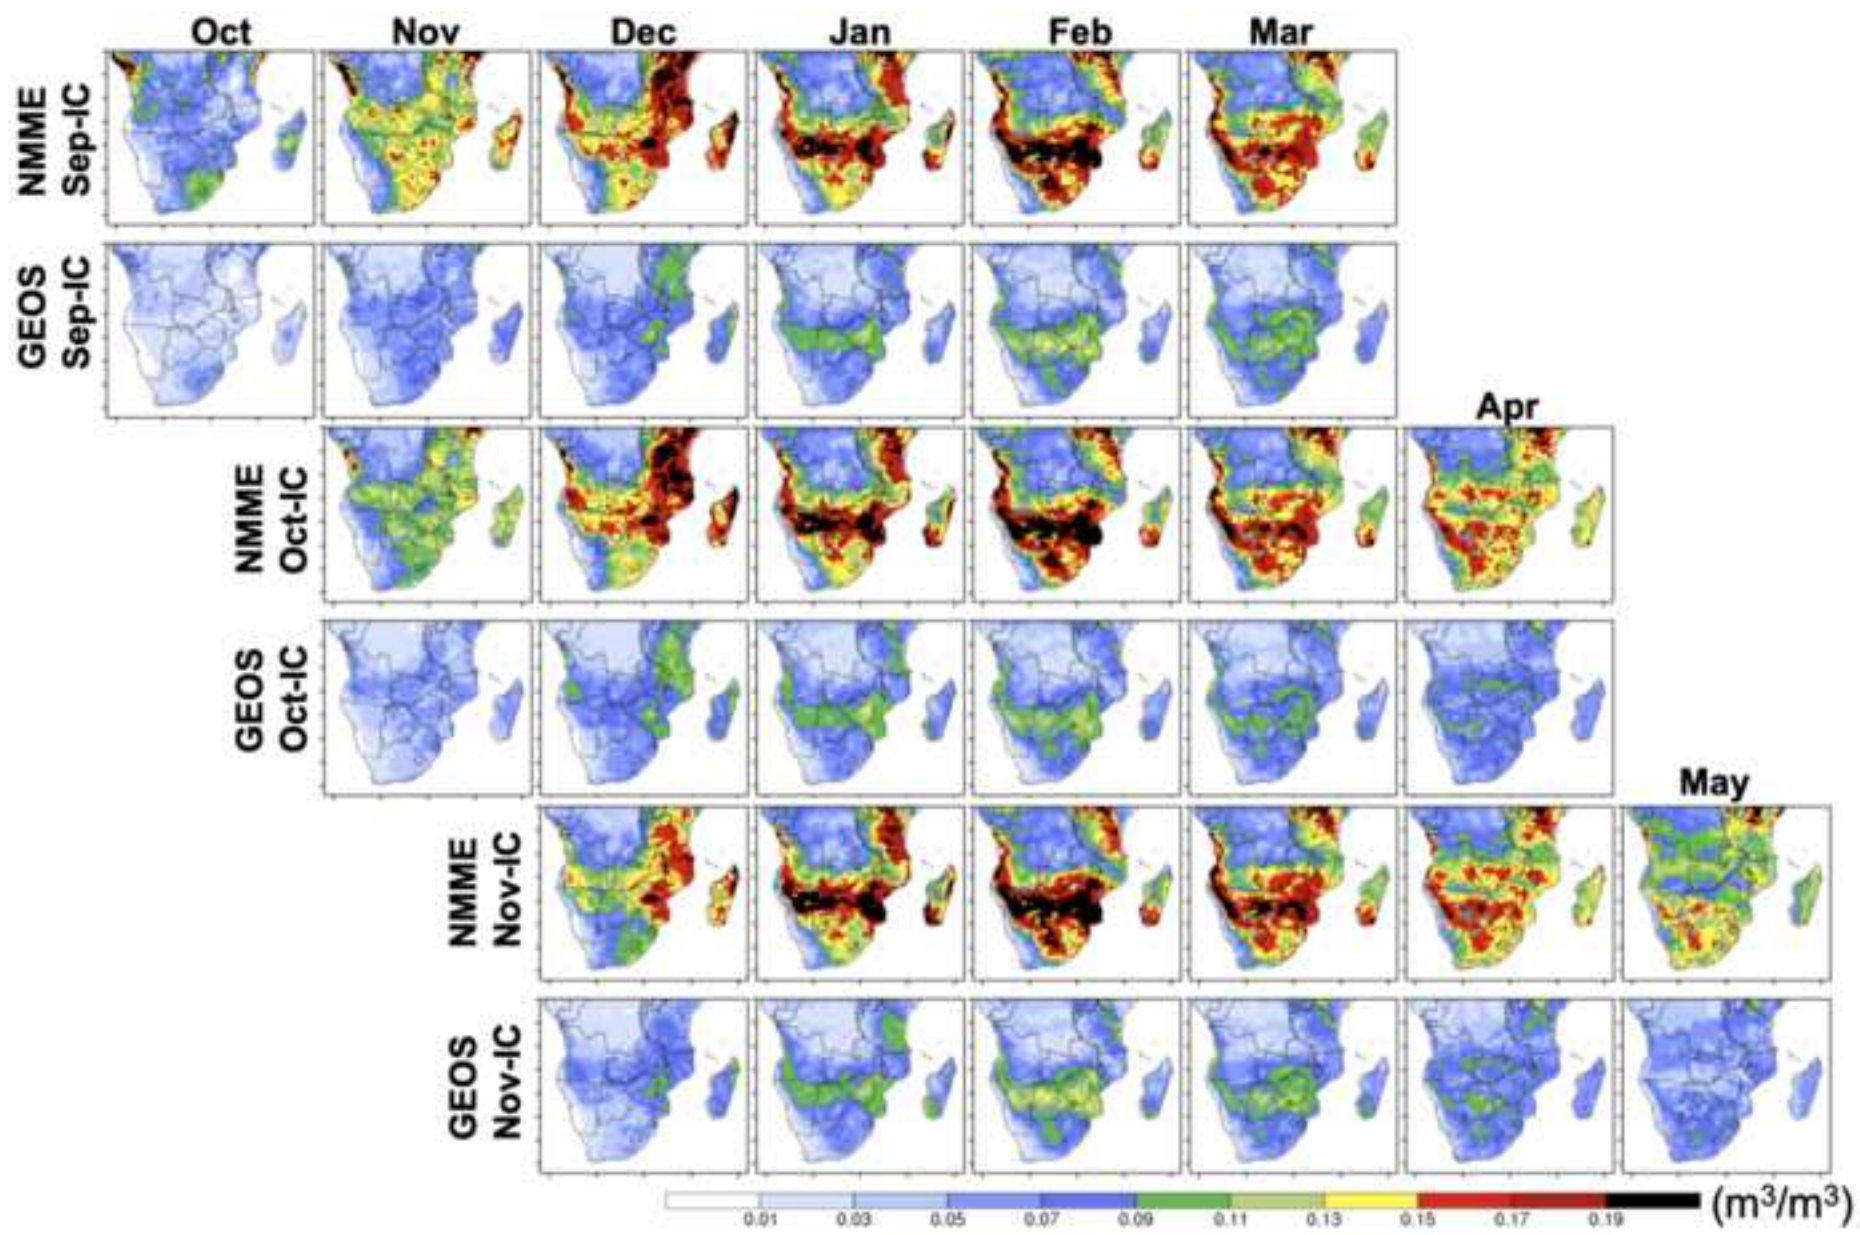 Oct Nov Dec Jan Feb Mar
NMME
Sep-IC
GEOS
Sep-IC
Apr
NMME
Oct-IC
GEOS
Oct-IC
May
NMME
Nov-IC
GEOS
Nov-IC
0.01 0.03 0.05 0.07 0.09 0.11 0.13 0.15 0.17 0.19 (m³/m³)